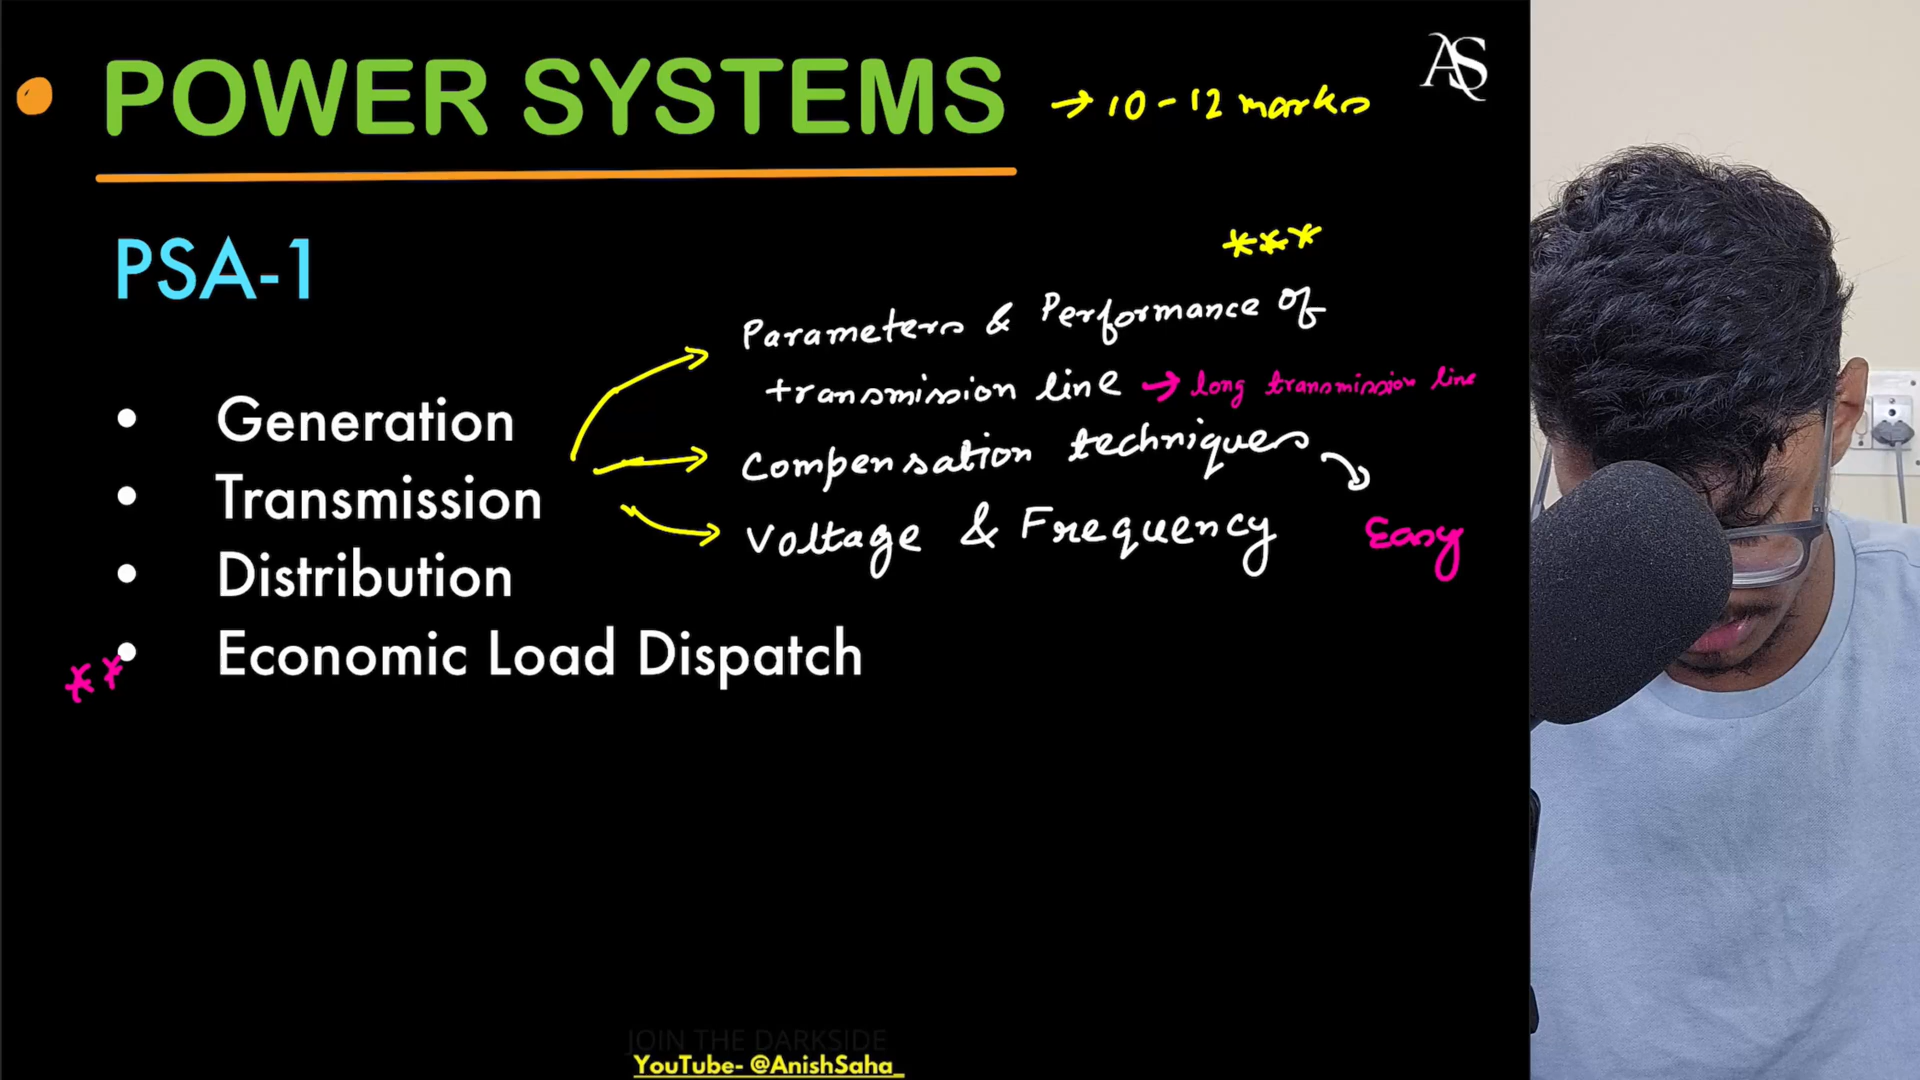 POWER SYSTEMS → 10-12 marks
AS
PSA-1
***
Parameters & Performance of
transmission line → long transmission line
• Generation
Compensation techniques
• Transmission
Voltage & Frequency
Easy
• Distribution
** • Economic Load Dispatch
JOIN THE DARKSIDE
YouTube- @AnishSaha_